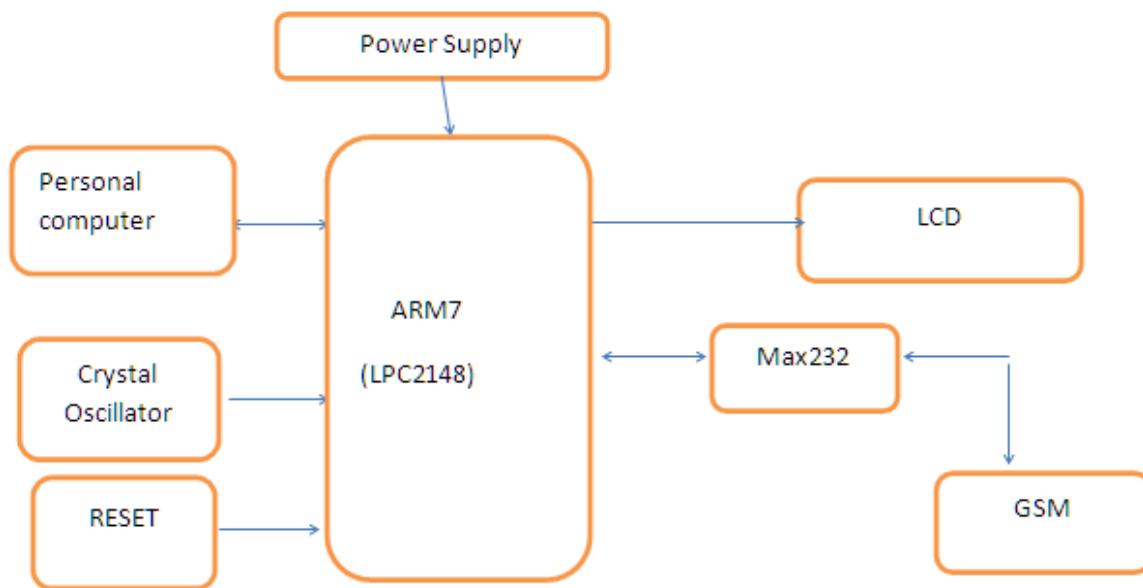 Power Supply
Personal
computer
LCD
ARM7
(LPC2148)
Max232
Crystal
Oscillator
RESET
GSM